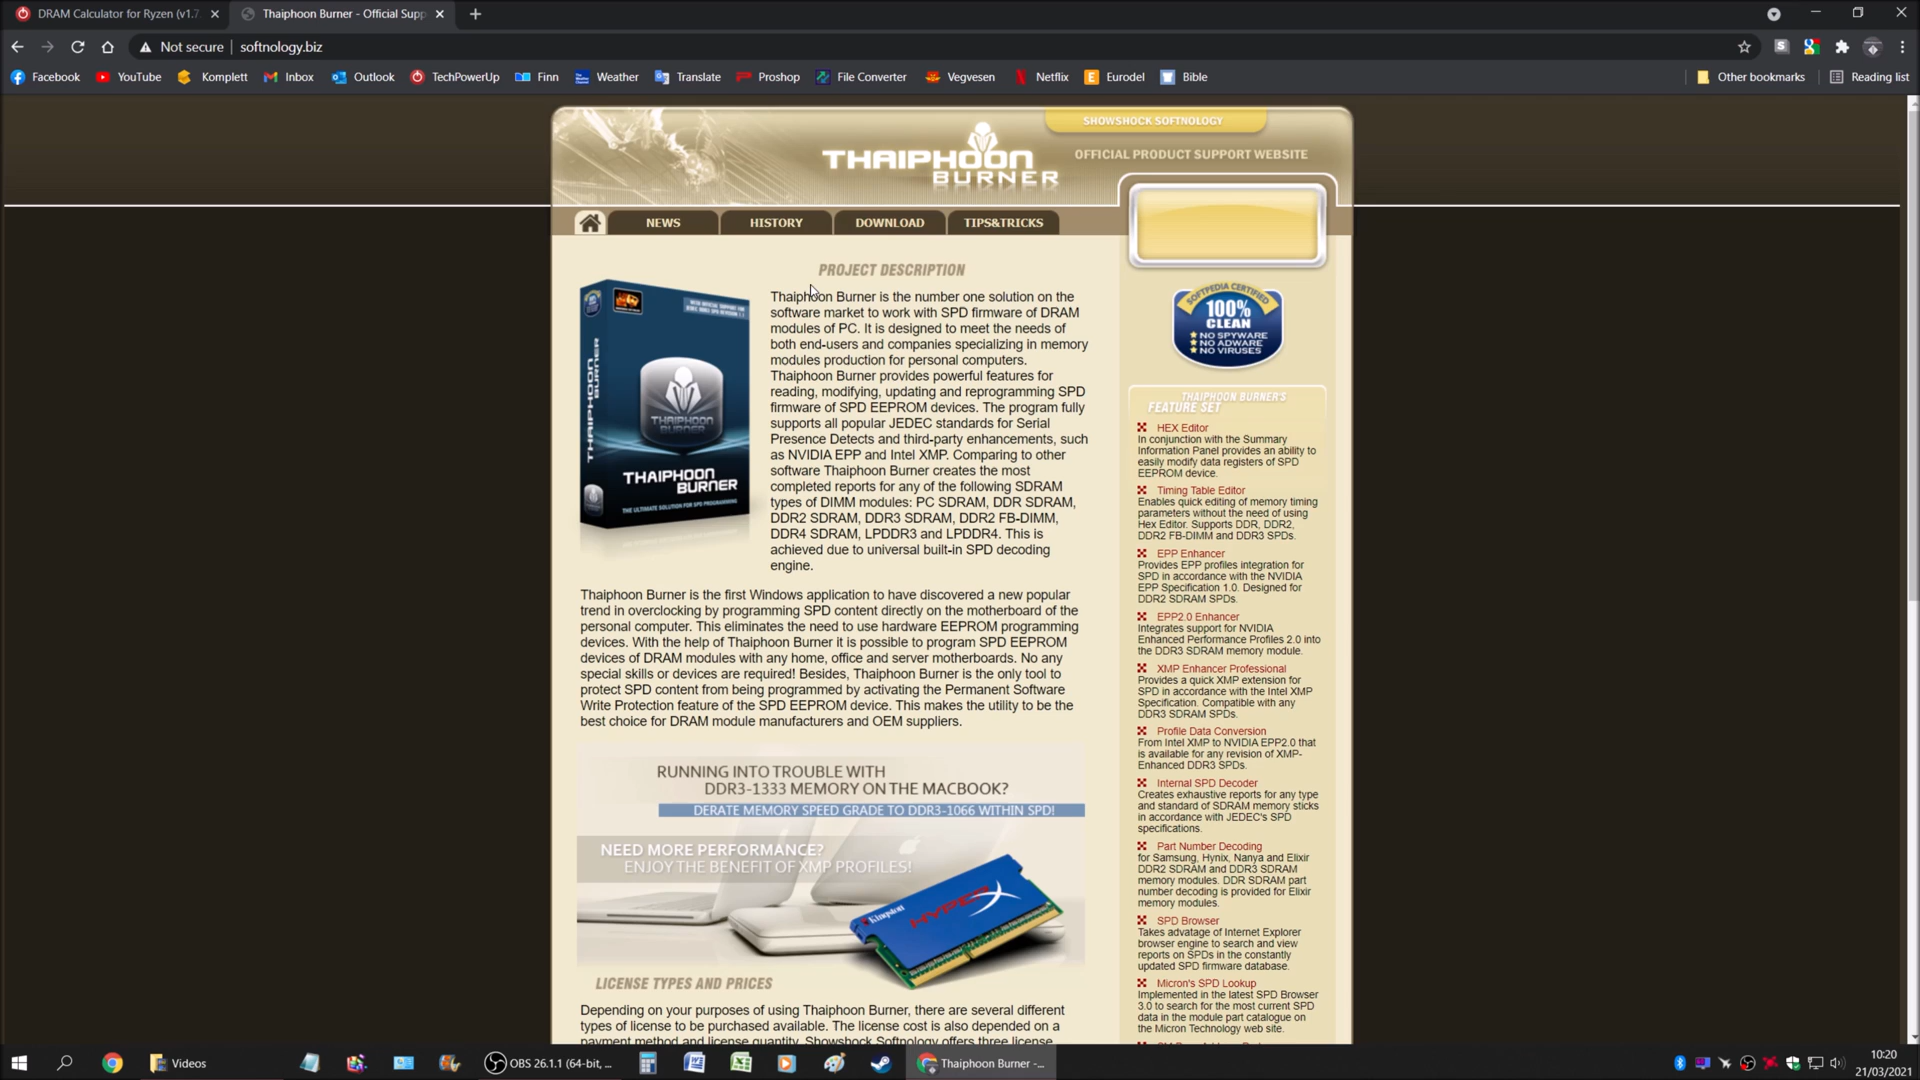 DRAM Calculator for Ryzen (v1.7.
Thaiphoon Burner - Official Supp
Not secure
softnology.biz
Facebook
YouTube
Komplett
Inbox
Outlook
TechPowerUp
Finn
Weather
Translate
Proshop
File Converter
Vegvesen
Netflix
Eurodel
Bible
Other bookmarks
Reading list
SHOWSHOCK SOFTNOLOGY
THAIPHOON
BURNER
OFFICIAL PRODUCT SUPPORT WEBSITE
NEWS
HISTORY
DOWNLOAD
TIPS&TRICKS
PROJECT DESCRIPTION
THAIPHOON BURNER
THAIPHOON
THAIPHOON
BURNER
THE ULTIMATE SOLUTION FOR SPD PROGRAMMING
Thaiphoon Burner is the number one solution on the
software market to work with SPD firmware of DRAM
modules of PC. It is designed to meet the needs of
both end-users and companies specializing in memory
modules production for personal computers.
Thaiphoon Burner provides powerful features for
reading, modifying, updating and reprogramming SPD
firmware of SPD EEPROM devices. The program fully
supports all popular JEDEC standards for Serial
Presence Detects and third-party enhancements, such
as NVIDIA EPP and Intel XMP. Comparing to other
software Thaiphoon Burner creates the most
completed reports for any of the following SDRAM
types of DIMM modules: PC SDRAM, DDR SDRAM,
DDR2 SDRAM, DDR3 SDRAM, DDR2 FB-DIMM,
DDR4 SDRAM, LPDDR3 and LPDDR4. This is
achieved due to universal built-in SPD decoding
engine.
Thaiphoon Burner is the first Windows application to have discovered a new popular
trend in overclocking by programming SPD content directly on the motherboard of the
personal computer. This eliminates the need to use hardware EEPROM programming
devices. With the help of Thaiphoon Burner it is possible to program SPD EEPROM
devices of DRAM modules with any home, office and server motherboards. No any
special skills or devices are required! Besides, Thaiphoon Burner is the only tool to
protect SPD content from being programmed by activating the Permanent Software
Write Protection feature of the SPD EEPROM device. This makes the utility to be the
best choice for DRAM module manufacturers and OEM suppliers.
RUNNING INTO TROUBLE WITH
DDR3-1333 MEMORY ON THE MACBOOK?
DERATE MEMORY SPEED GRADE TO DDR3-1066 WITHIN SPD!
NEED MORE PERFORMANCE?
ENJOY THE BENEFIT OF XMP PROFILES!
Kingston
HYPERX
LICENSE TYPES AND PRICES
Depending on your purposes of using Thaiphoon Burner, there are several different
types of license to be purchased available. The license cost is also depended on a
payment method and license quantity. Showshock Softnology offers three license
SOFTPEDIA CERTIFIED
100%
CLEAN
NO SPYWARE
NO ADWARE
NO VIRUSES
THAIPHOON BURNER'S
FEATURE SET
HEX Editor
In conjunction with the Summary
Information Panel provides an ability to
easily modify data registers of SPD
EEPROM device.
Timing Table Editor
Enables quick editing of memory timing
parameters without the need of using
Hex Editor. Supports DDR, DDR2,
DDR2 FB-DIMM and DDR3 SPDs.
EPP Enhancer
Provides EPP profiles integration for
SPD in accordance with the NVIDIA
EPP Specification 1.0. Designed for
DDR2 SDRAM SPDs.
EPP2.0 Enhancer
Integrates support for NVIDIA
Enhanced Performance Profiles 2.0 into
the DDR3 SDRAM memory module.
XMP Enhancer Professional
Provides a quick XMP extension for
SPD in accordance with the Intel XMP
Specification. Compatible with any
DDR3 SDRAM SPDs.
Profile Data Conversion
From Intel XMP to NVIDIA EPP2.0 that
is available for any revision of XMP-
Enhanced DDR3 SPDs.
Internal SPD Decoder
Creates exhaustive reports for any type
and standard of SDRAM memory sticks
in accordance with JEDEC's SPD
specifications.
Part Number Decoding
for Samsung, Hynix, Nanya and Elixir
DDR2 SDRAM and DDR3 SDRAM
memory modules. DDR SDRAM part
number decoding is provided for Elixir
memory modules.
SPD Browser
Takes advatage of Internet Explorer
browser engine to search and view
reports on SPDs in the constantly
updated SPD firmware database.
Micron's SPD Lookup
Implemented in the latest SPD Browser
3.0 to search for the most current SPD
data in the module part catalogue on
the Micron Technology web site.
Videos
OBS 26.1.1 (64-bit, ...
Thaiphoon Burner -...
10:20
21/03/2021